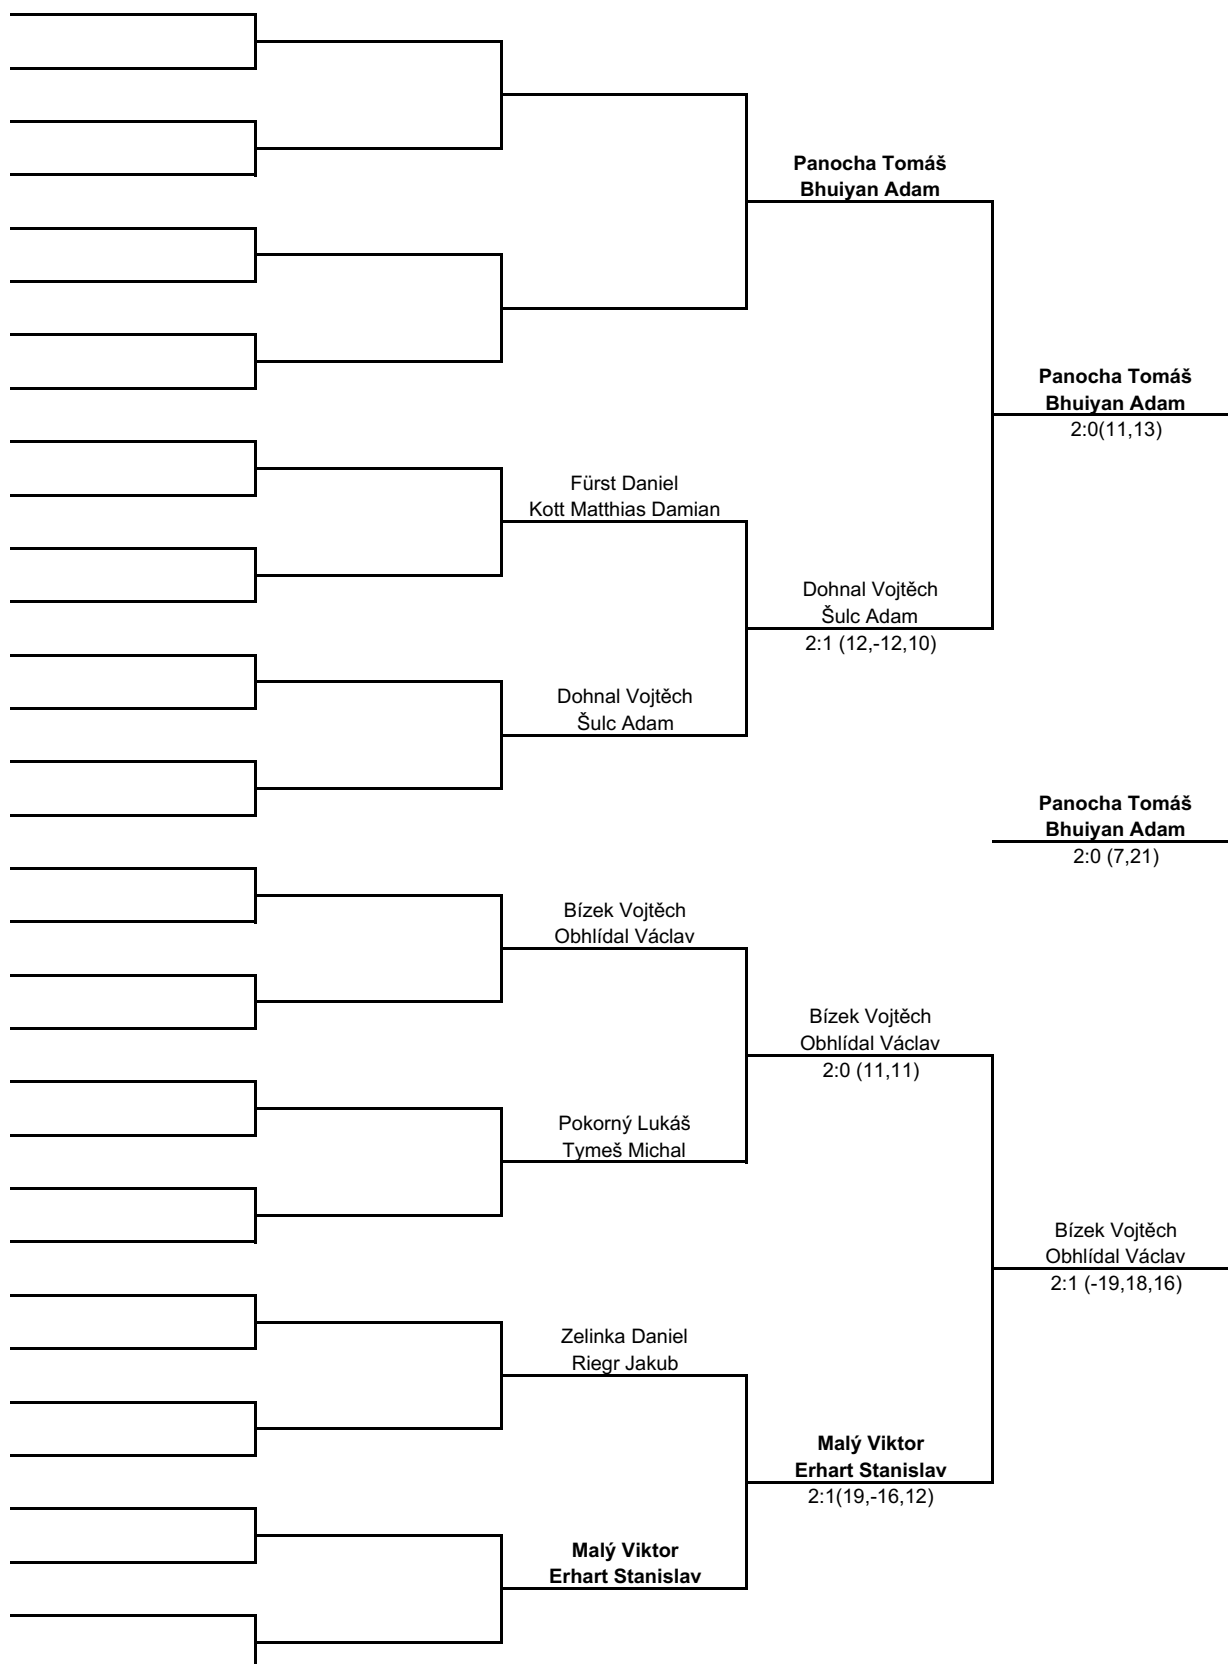 Panocha Tomáš
Bhuiyan Adam
Panocha Tomáš
Bhuiyan Adam
2:0(11,13)
Fürst Daniel
Kott Matthias Damian
Dohnal Vojtěch
Šulc Adam
2:1 (12,-12,10)
Dohnal Vojtěch
Šulc Adam
Panocha Tomáš
Bhuiyan Adam
2:0 (7,21)
Bízek Vojtěch
Obhlídal Václav
Bízek Vojtěch
Obhlídal Václav
2:0 (11,11)
Pokorný Lukáš
Tymeš Michal
Bízek Vojtěch
Obhlídal Václav
2:1 (-19,18,16)
Zelinka Daniel
Riegr Jakub
Malý Viktor
Erhart Stanislav
2:1(19,-16,12)
Malý Viktor
Erhart Stanislav